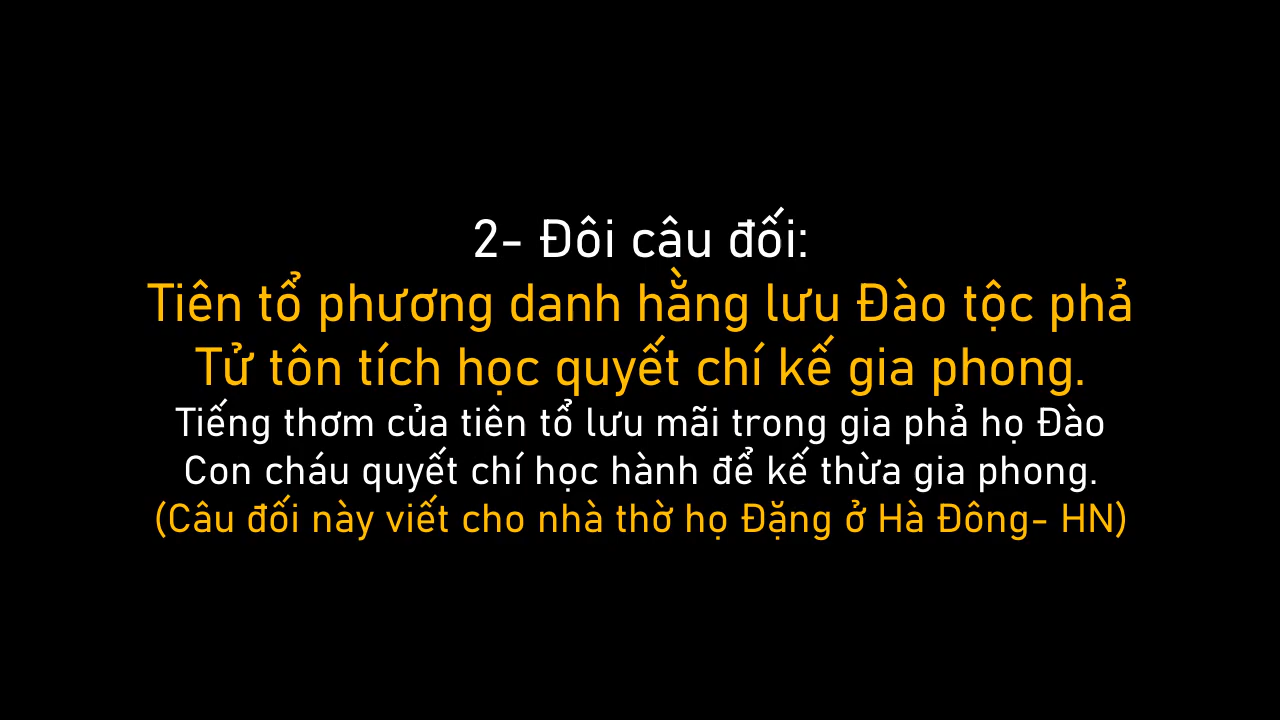 2- Đôi câu đối:
Tiên tổ phương danh hằng lưu Đào tộc phả
Tử tôn tích học quyết chí kế gia phong.
Tiếng thơm của tiên tổ lưu mãi trong gia phả họ Đào
Con cháu quyết chí học hành để kế thừa gia phong.
(Câu đối này viết cho nhà thờ họ Đặng ở Hà Đông- HN)